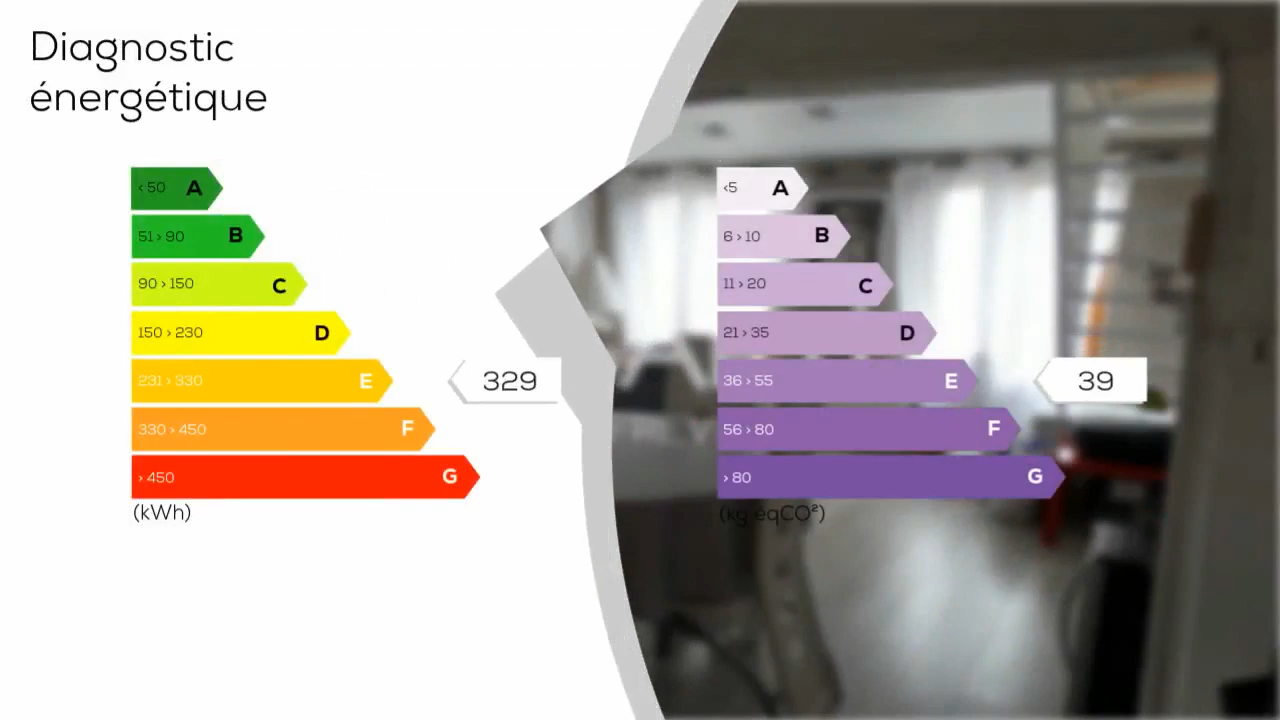 Diagnostic
énergétique
< 50 A
51 > 90 B
90 > 150 C
150 > 230 D
231 > 330 E
330 > 450 F
> 450 G
(kWh)
329
<5 A
6 > 10 B
11 > 20 C
21 > 35 D
36 > 55 E
56 > 80 F
> 80 G
(kg éqCO²)
39